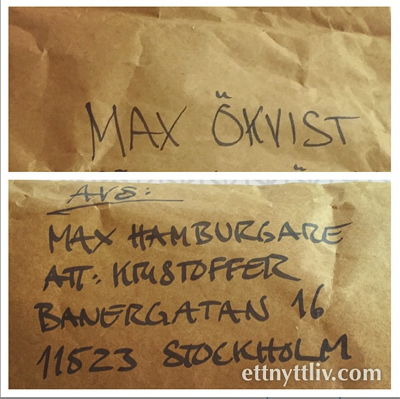 MAX ÖKVIST
AVS:
MAX HAMBURGARE
ATT: KRISTOFFER
BANERGATAN 16
11523 STOCKHOLM
ettnyttliv.com